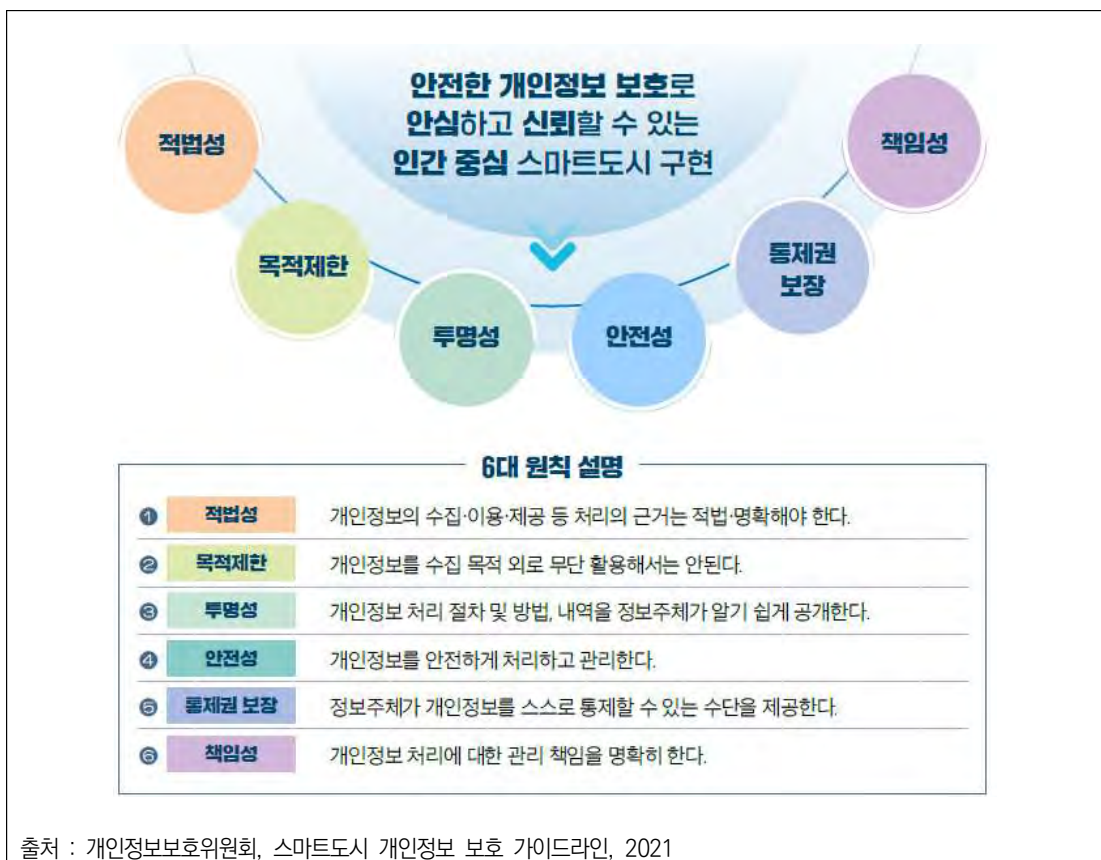 안전한 개인정보 보호로
안심하고 신뢰할 수 있는
인간 중심 스마트도시 구현
적법성
목적제한
투명성
안전성
통제권
보장
책임성
6대 원칙 설명
❶ 적법성 개인정보의 수집·이용·제공 등 처리의 근거는 적법·명확해야 한다.
❷ 목적제한 개인정보를 수집 목적 외로 무단 활용해서는 안된다.
❸ 투명성 개인정보 처리 절차 및 방법, 내역을 정보주체가 알기 쉽게 공개한다.
❹ 안전성 개인정보를 안전하게 처리하고 관리한다.
❺ 통제권 보장 정보주체가 개인정보를 스스로 통제할 수 있는 수단을 제공한다.
❻ 책임성 개인정보 처리에 대한 관리 책임을 명확히 한다.
출처 : 개인정보보호위원회, 스마트도시 개인정보 보호 가이드라인, 2021